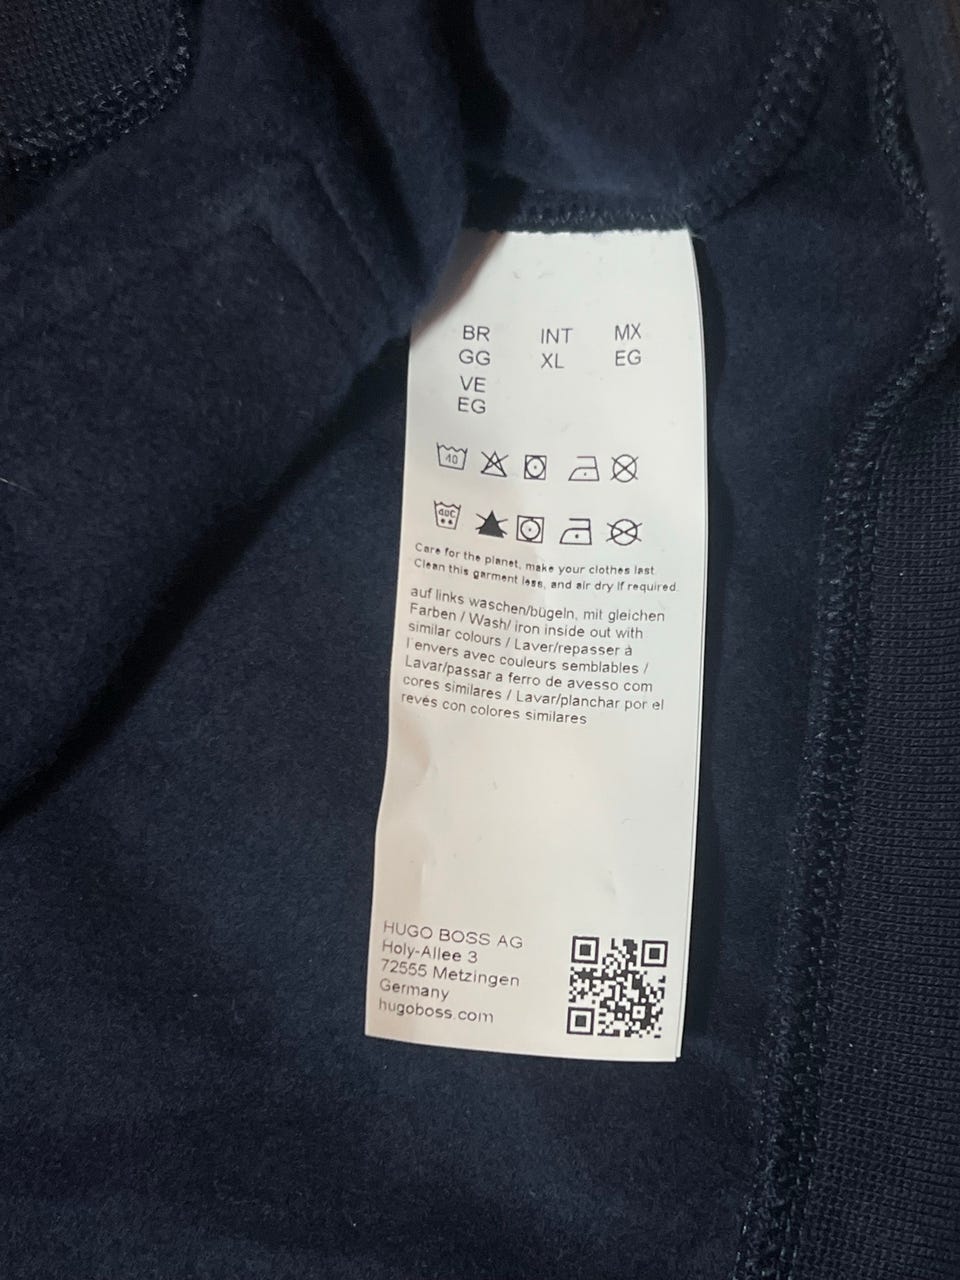 BR INT MX
GG XL EG
VE
EG
40
40C
Care for the planet, make your clothes last.
Clean this garment less, and air dry if required.
auf links waschen/bügeln, mit gleichen
Farben / Wash/ iron inside out with
similar colours / Laver/repasser à
l'envers avec couleurs semblables /
Lavar/passar a ferro de avesso com
cores similares / Lavar/planchar por el
revés con colores similares
HUGO BOSS AG
Holy-Allee 3
72555 Metzingen
Germany
hugoboss.com